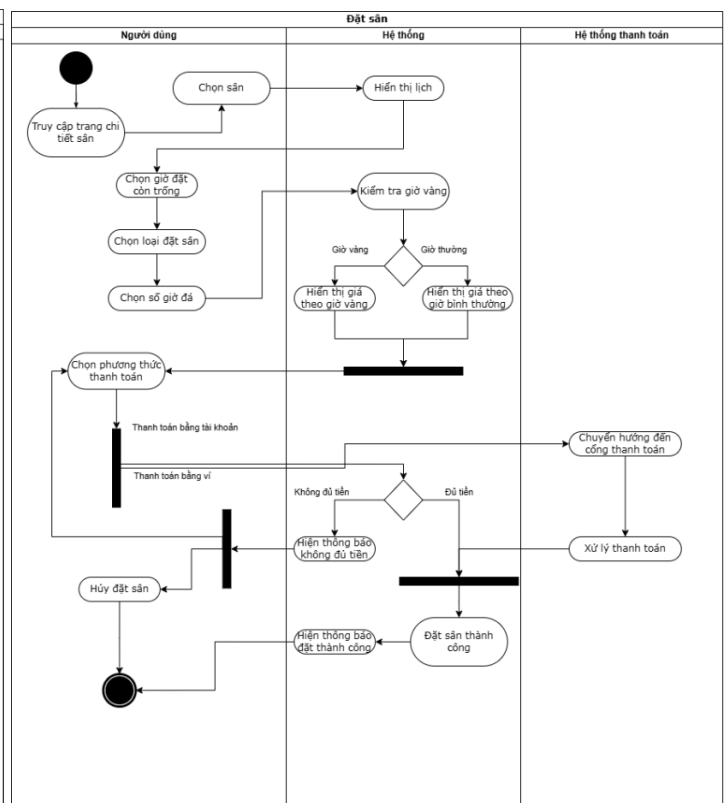 Đặt sân
Người dùng
Hệ thống
Hệ thống thanh toán
Chọn sân
Hiển thị lịch
Truy cập trang chi
tiết sân
Chọn giờ đặt
còn trống
Kiểm tra giờ vàng
Chọn loại đặt sân
Giờ vàng
Giờ thường
Chọn số giờ đá
Hiển thị giá
theo giờ vàng
Hiển thị giá theo
giờ bình thường
Chọn phương thức
thanh toán
Thanh toán bằng tài khoản
Chuyển hướng đến
cổng thanh toán
Thanh toán bằng ví
Không đủ tiền
Đủ tiền
Hiện thông báo
không đủ tiền
Xử lý thanh toán
Hủy đặt sân
Hiện thông báo
đặt thành công
Đặt sân thành
công